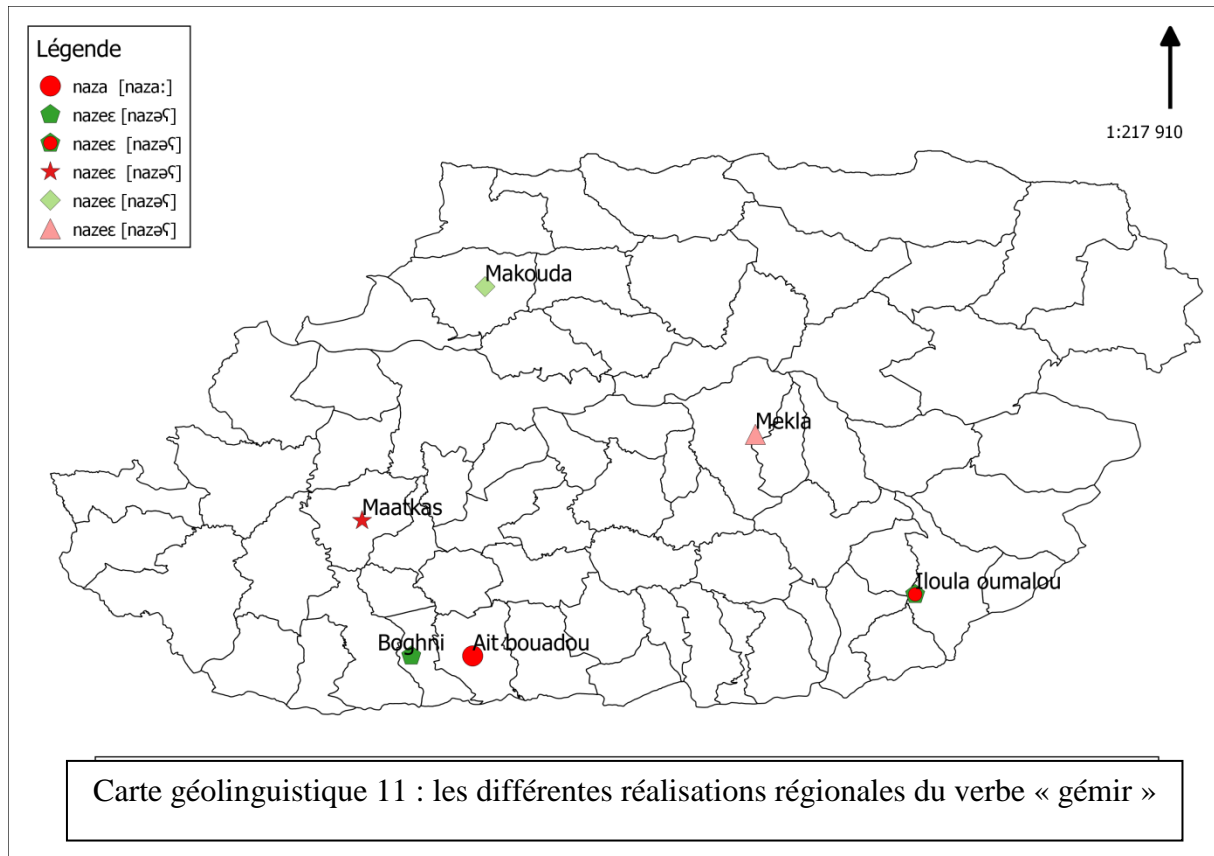 Légende
naza [naza:]
nazeɛ [nazəʕ]
nazeɛ [nazəʕ]
nazeɛ [nazəʕ]
nazeɛ [nazəʕ]
nazeɛ [nazəʕ]
1:217 910
Makouda
Mekla
Maatkas
Iloula oumalou
Boghni
Ait bouadou
Carte géolinguistique 11 : les différentes réalisations régionales du verbe « gémir »